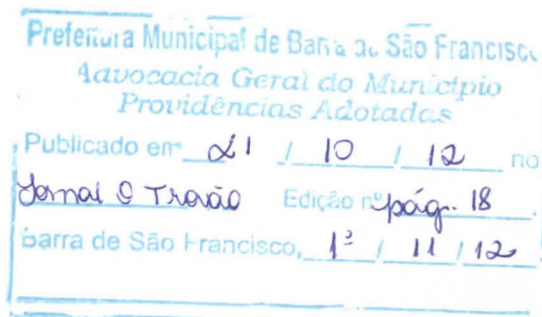 Prefeitura Municipal de Barra de São Francisco
Advocacia Geral do Município
Providências Adotadas
Publicado em 21 / 10 / 12 no
Jornal O Trovão Edição nº pág. 18.
Barra de São Francisco, 1º / 11 / 12